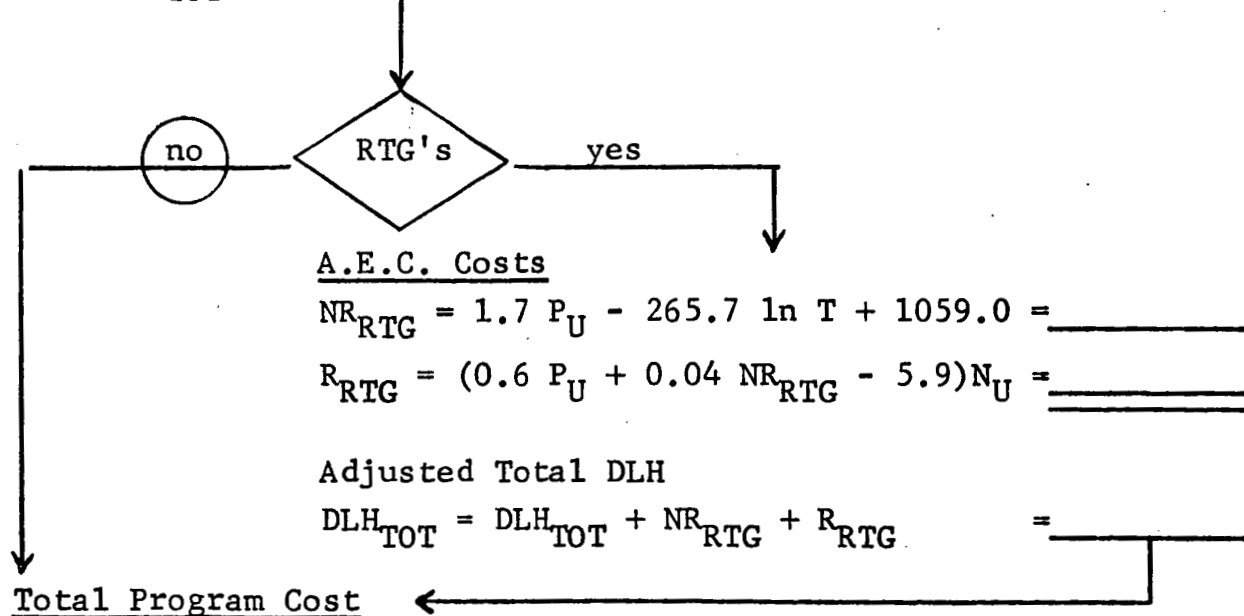 no RTG's yes
A.E.C. Costs
NR_RTG = 1.7 P_U - 265.7 ln T + 1059.0 =
R_RTG = (0.6 P_U + 0.04 NR_RTG - 5.9)N_U =
Adjusted Total DLH
DLH_TOT = DLH_TOT + NR_RTG + R_RTG =
Total Program Cost